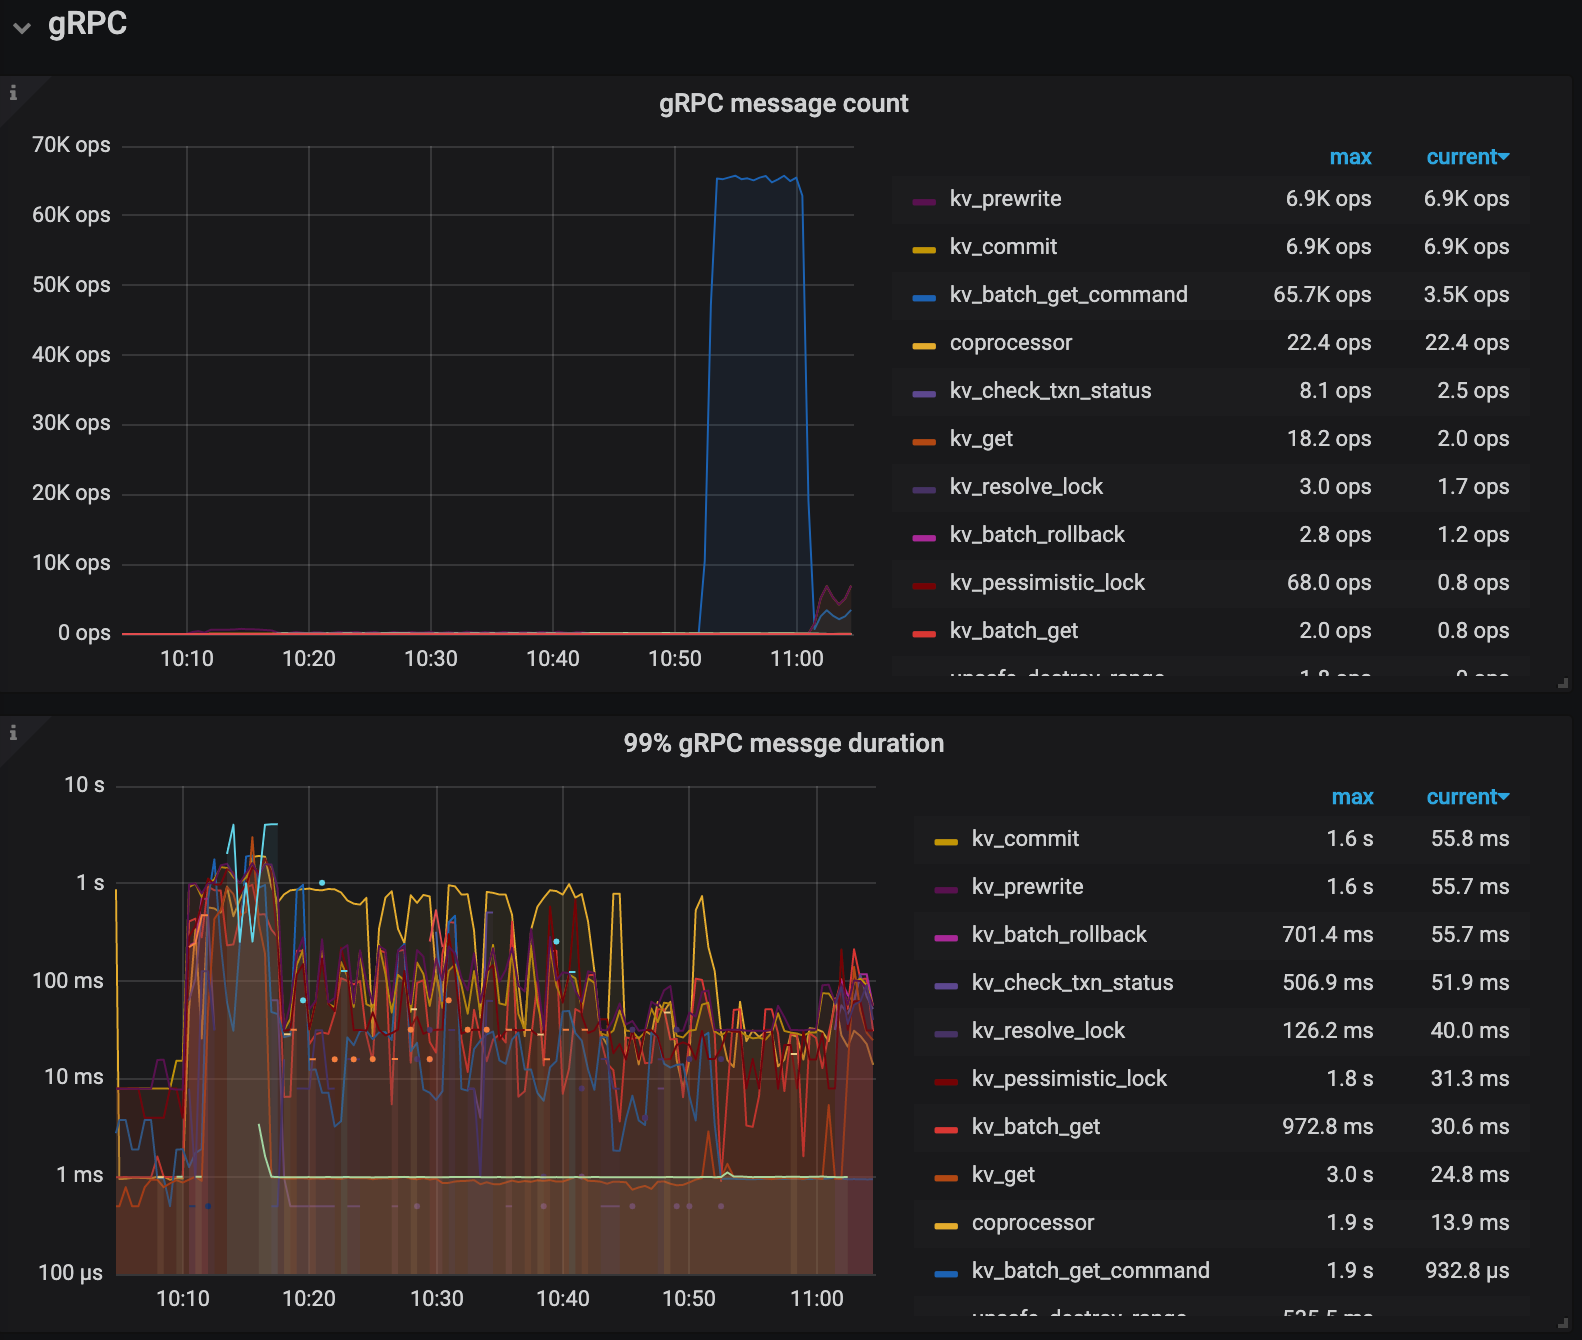 gRPC
gRPC message count
70K ops
60K ops
50K ops
40K ops
30K ops
20K ops
10K ops
0 ops
10:10 10:20 10:30 10:40 10:50 11:00
max current
kv_prewrite 6.9K ops 6.9K ops
kv_commit 6.9K ops 6.9K ops
kv_batch_get_command 65.7K ops 3.5K ops
coprocessor 22.4 ops 22.4 ops
kv_check_txn_status 8.1 ops 2.5 ops
kv_get 18.2 ops 2.0 ops
kv_resolve_lock 3.0 ops 1.7 ops
kv_batch_rollback 2.8 ops 1.2 ops
kv_pessimistic_lock 68.0 ops 0.8 ops
kv_batch_get 2.0 ops 0.8 ops
unsafe_destroy_range 1.8 ops 0 ops
99% gRPC messge duration
10 s
1 s
100 ms
10 ms
1 ms
100 µs
10:10 10:20 10:30 10:40 10:50 11:00
max current
kv_commit 1.6 s 55.8 ms
kv_prewrite 1.6 s 55.7 ms
kv_batch_rollback 701.4 ms 55.7 ms
kv_check_txn_status 506.9 ms 51.9 ms
kv_resolve_lock 126.2 ms 40.0 ms
kv_pessimistic_lock 1.8 s 31.3 ms
kv_batch_get 972.8 ms 30.6 ms
kv_get 3.0 s 24.8 ms
coprocessor 1.9 s 13.9 ms
kv_batch_get_command 1.9 s 932.8 µs
unsafe_destroy_range